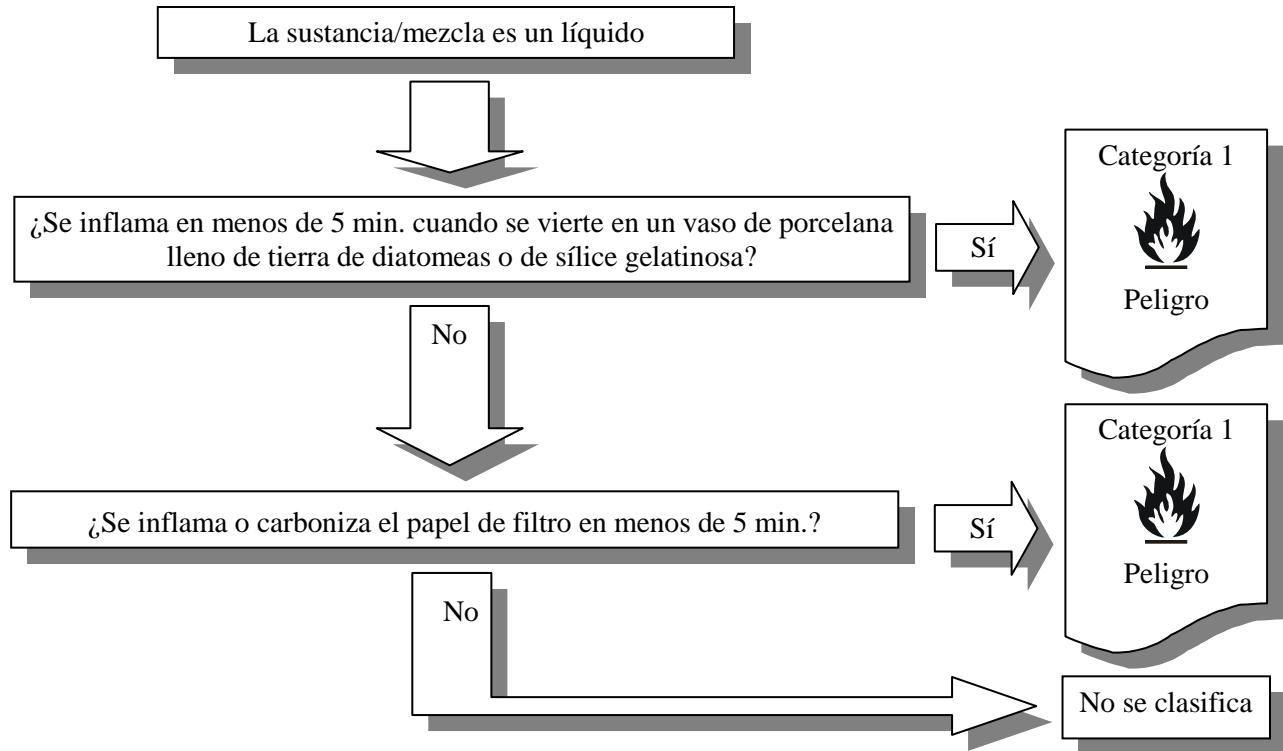 La sustancia/mezcla es un líquido
¿Se inflama en menos de 5 min. cuando se vierte en un vaso de porcelana
lleno de tierra de diatomeas o de sílice gelatinosa?
Sí
Categoría 1
Peligro
No
¿Se inflama o carboniza el papel de filtro en menos de 5 min.?
Sí
Categoría 1
Peligro
No
No se clasifica